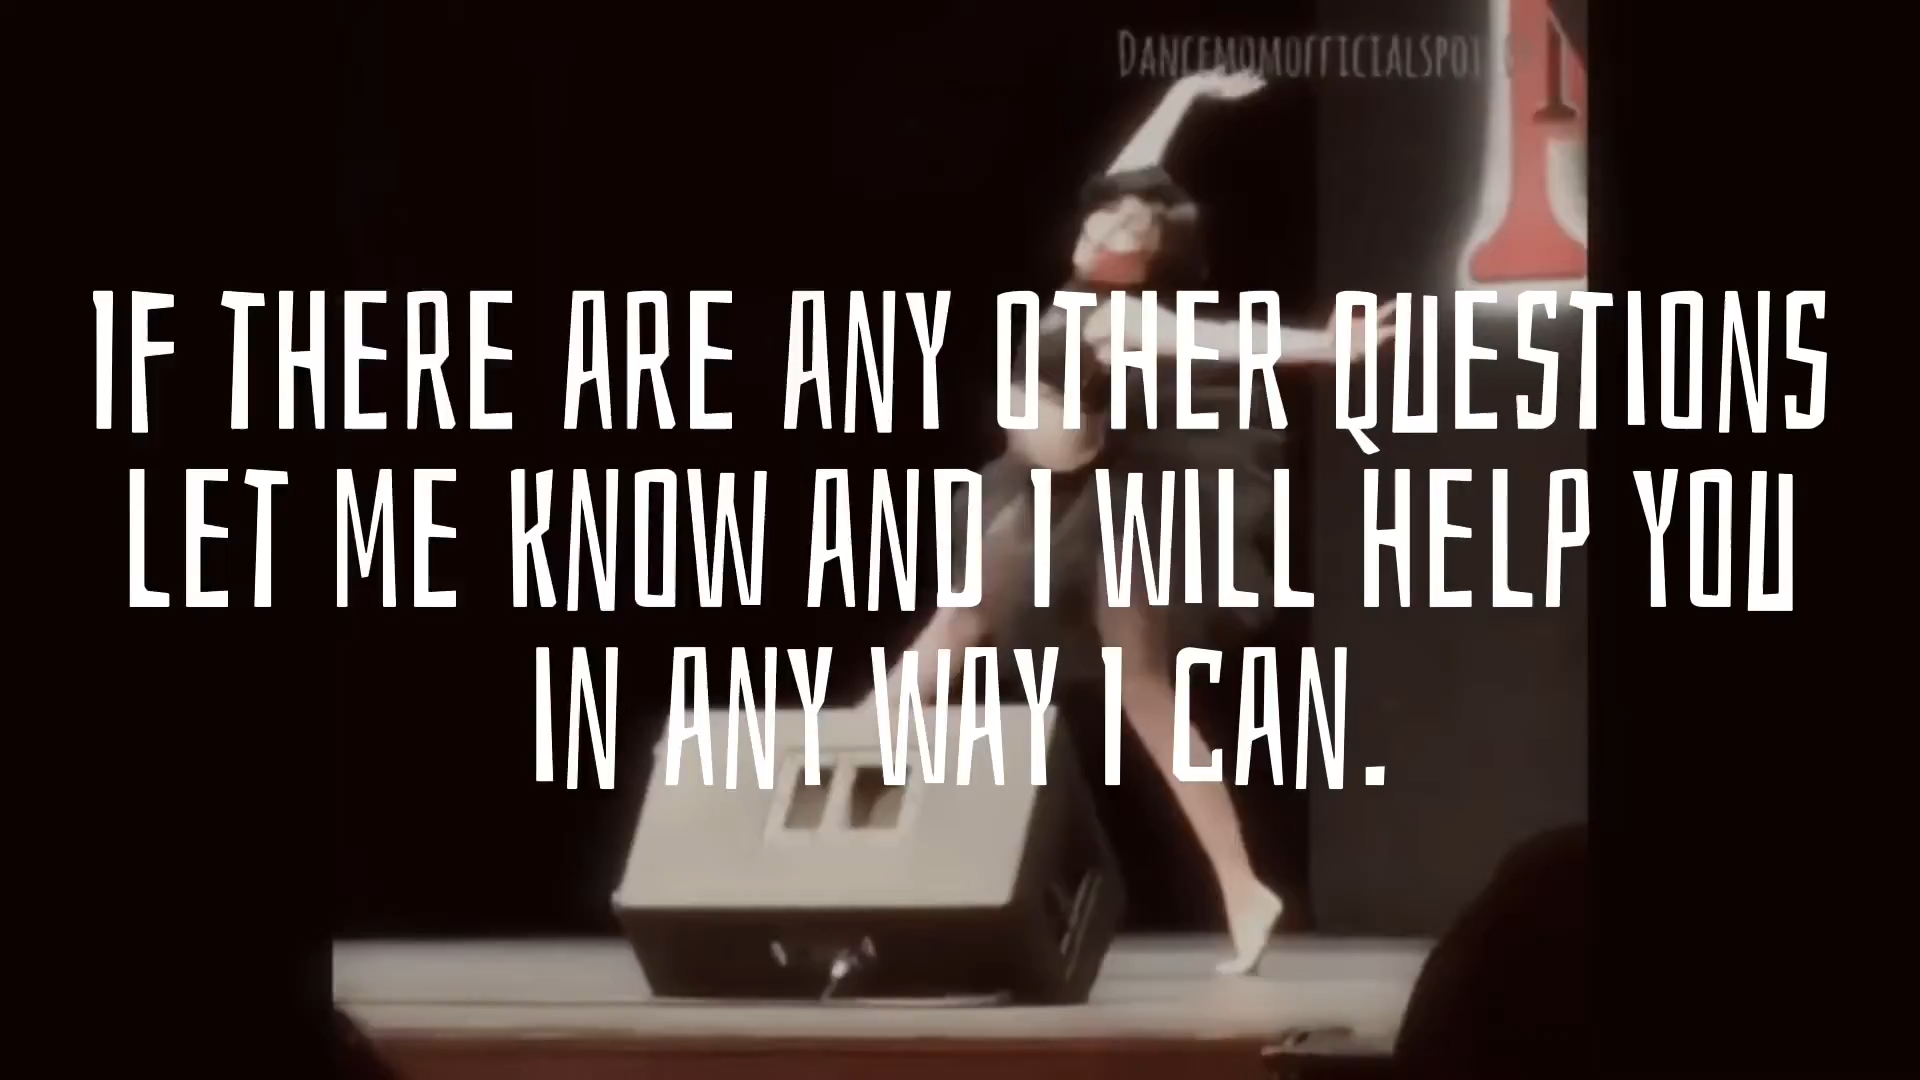 IF THERE ARE ANY OTHER QUESTIONS
LET ME KNOW AND I WILL HELP YOU
IN ANY WAY I CAN.